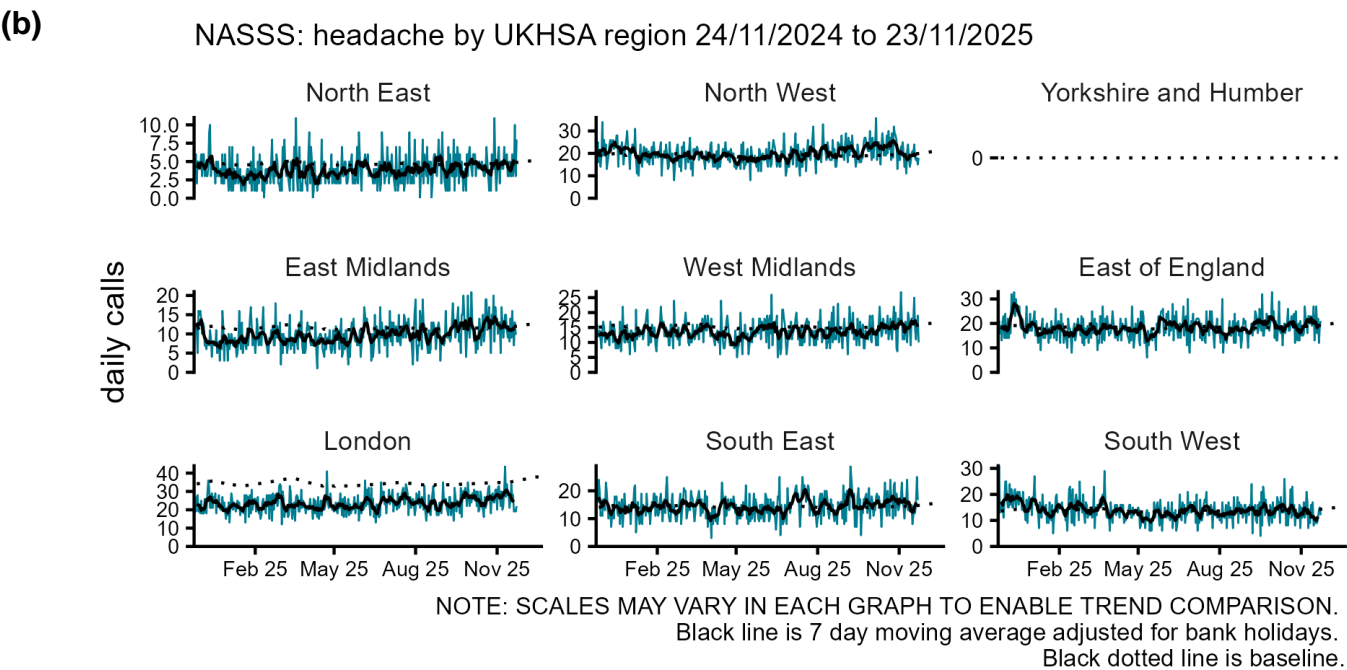 (b)
NASSS: headache by UKHSA region 24/11/2024 to 23/11/2025
North East
North West
Yorkshire and Humber
10.0
7.5
5.0
2.5
0.0
30
20
10
0
0
daily calls
East Midlands
West Midlands
East of England
20
15
10
5
0
25
20
15
10
5
0
30
20
10
0
London
South East
South West
40
30
20
10
0
20
10
0
30
20
10
0
Feb 25 May 25 Aug 25 Nov 25
Feb 25 May 25 Aug 25 Nov 25
Feb 25 May 25 Aug 25 Nov 25
NOTE: SCALES MAY VARY IN EACH GRAPH TO ENABLE TREND COMPARISON.
Black line is 7 day moving average adjusted for bank holidays.
Black dotted line is baseline.